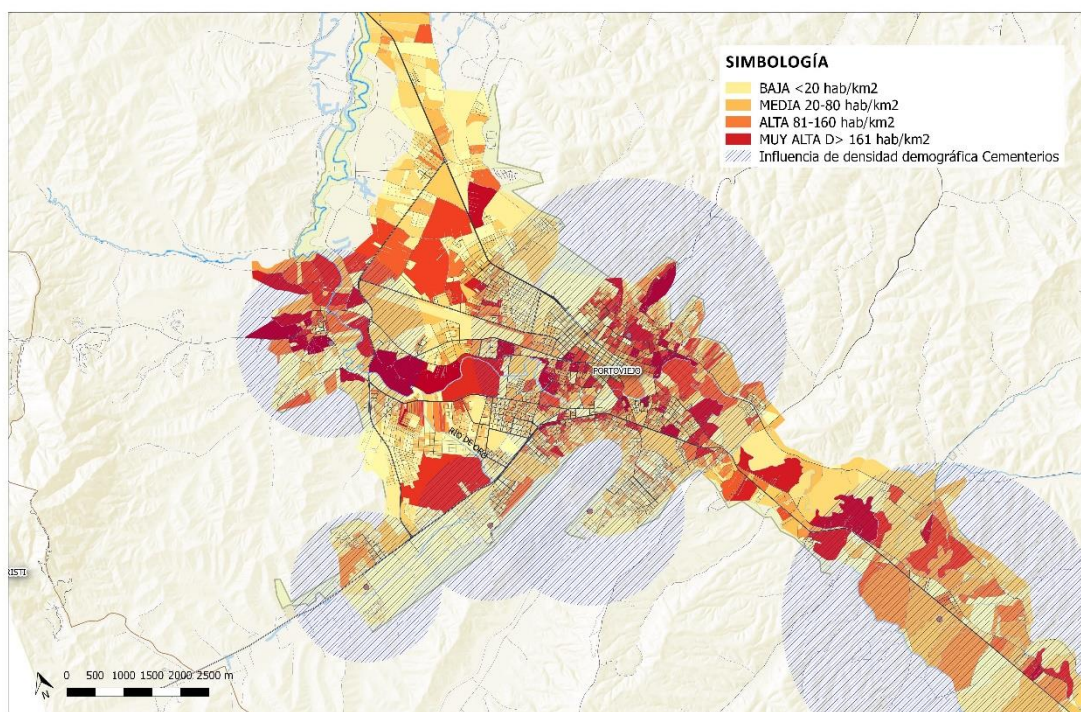 SIMBOLOGÍA
BAJA <20 hab/km2
MEDIA 20-80 hab/km2
ALTA 81-160 hab/km2
MUY ALTA D> 161 hab/km2
Influencia de densidad demográfica Cementerios
PORTOVIEJO
RÍO DE ORO
RISTI
N
0 500 1000 1500 2000 2500 m